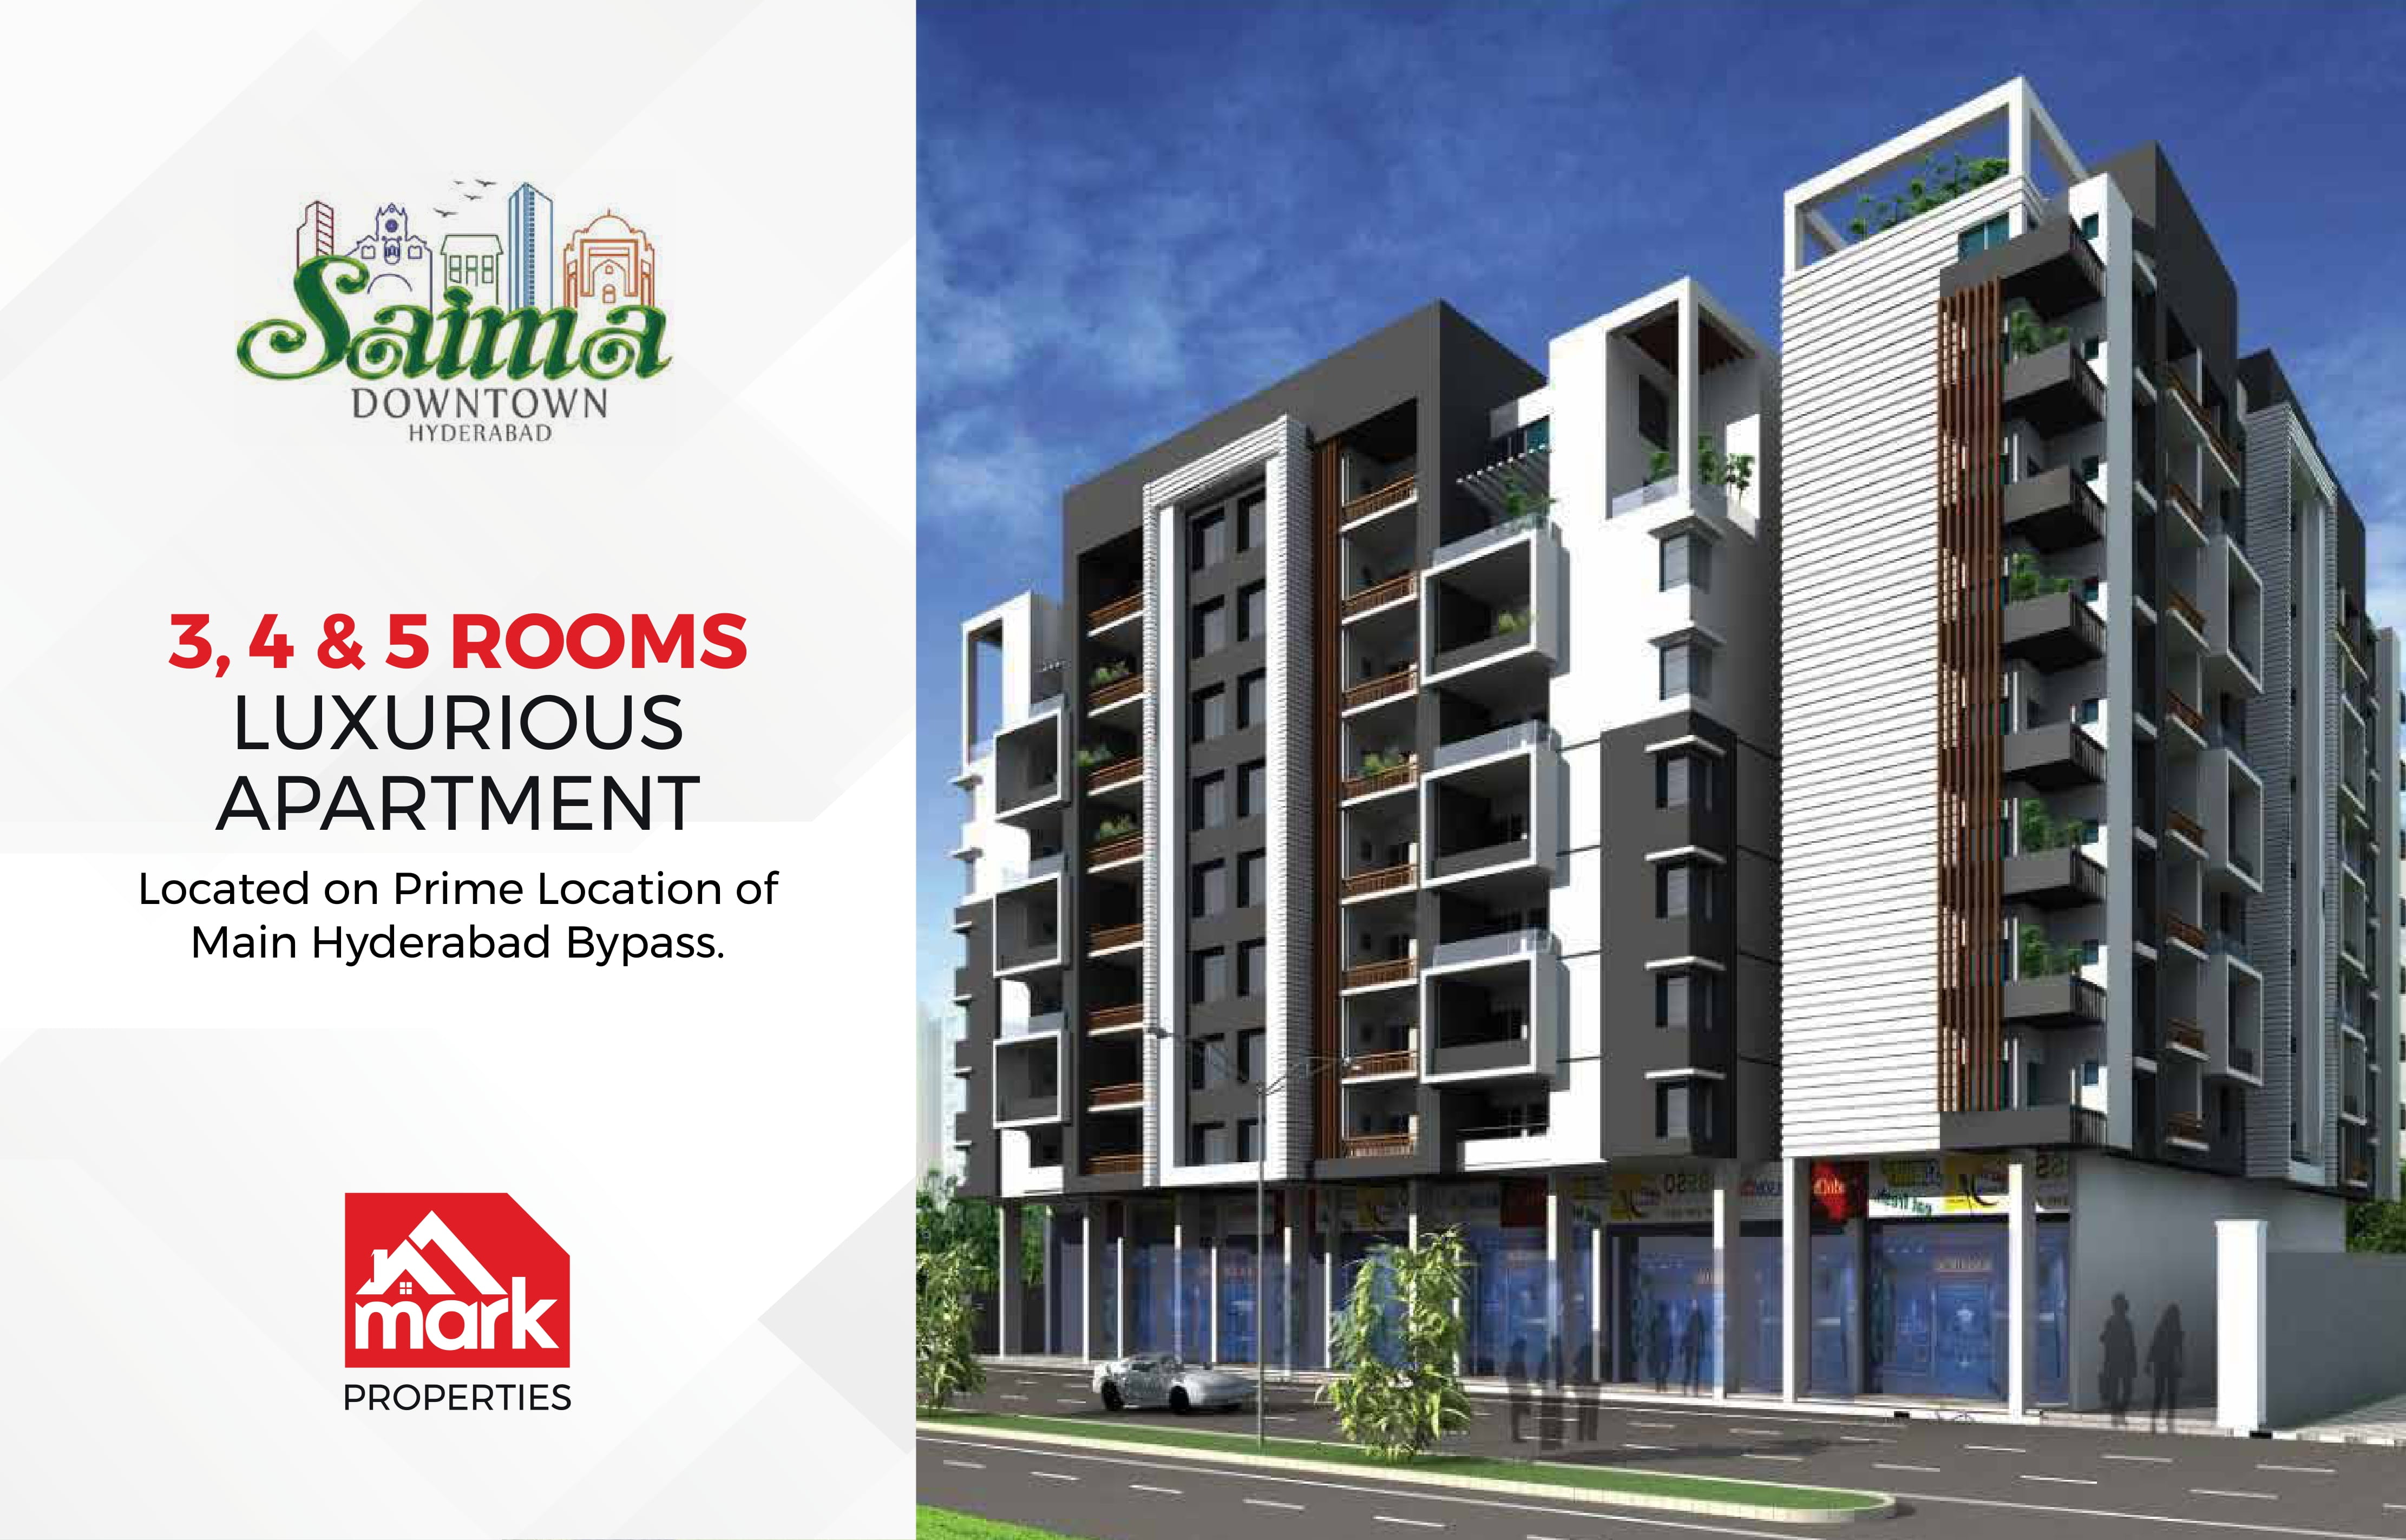 Saima
DOWNTOWN
HYDERABAD
3, 4 & 5 ROOMS
LUXURIOUS
APARTMENT
Located on Prime Location of
Main Hyderabad Bypass.
mark
PROPERTIES